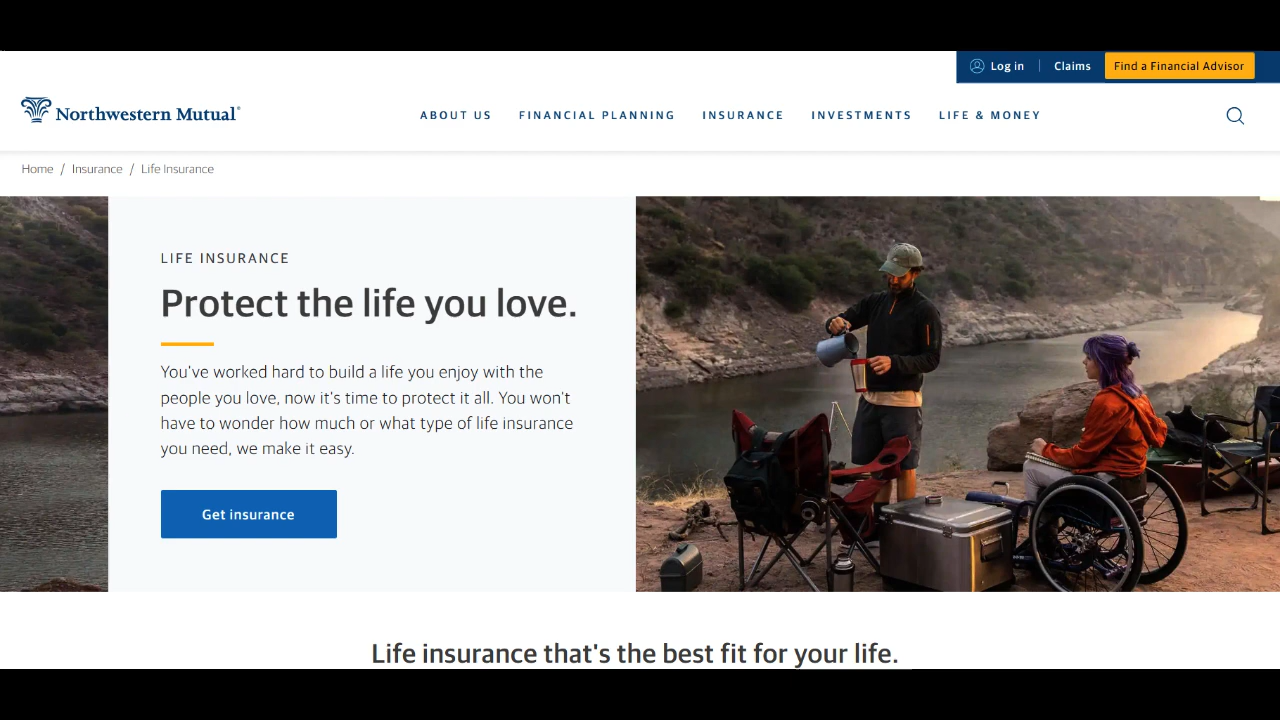 Log in
Claims
Find a Financial Advisor
Northwestern Mutual®
ABOUT US
FINANCIAL PLANNING
INSURANCE
INVESTMENTS
LIFE & MONEY
Home / Insurance / Life Insurance
LIFE INSURANCE
Protect the life you love.
You've worked hard to build a life you enjoy with the
people you love, now it's time to protect it all. You won't
have to wonder how much or what type of life insurance
you need, we make it easy.
Get insurance
Life insurance that's the best fit for your life.